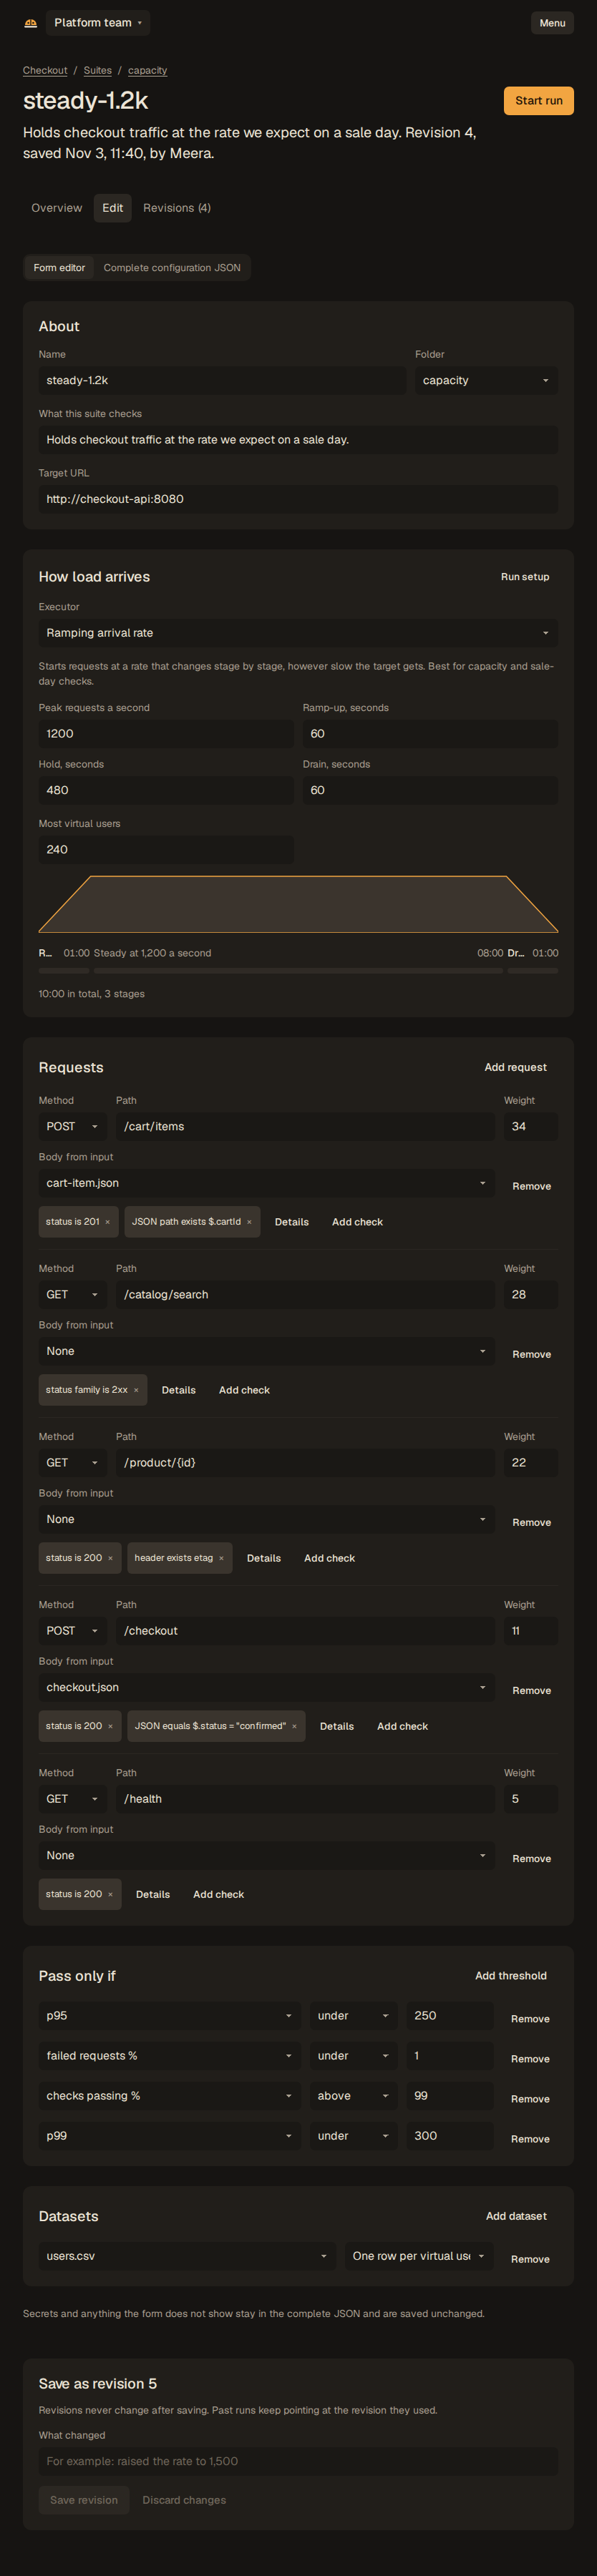 Platform team
Menu
Checkout / Suites / capacity
steady-1.2k
Start run
Holds checkout traffic at the rate we expect on a sale day. Revision 4,
saved Nov 3, 11:40, by Meera.
Overview Edit Revisions (4)
Form editor Complete configuration JSON
About
Name Folder
steady-1.2k capacity
What this suite checks
Holds checkout traffic at the rate we expect on a sale day.
Target URL
http://checkout-api:8080
How load arrives Run setup
Executor
Ramping arrival rate
Starts requests at a rate that changes stage by stage, however slow the target gets. Best for capacity and sale-
day checks.
Peak requests a second Ramp-up, seconds
1200 60
Hold, seconds Drain, seconds
480 60
Most virtual users
240
R... 01:00 Steady at 1,200 a second 08:00 Dr... 01:00
10:00 in total, 3 stages
Requests Add request
Method Path Weight
POST /cart/items 34
Body from input
cart-item.json Remove
status is 201 × JSON path exists $.cartId × Details Add check
Method Path Weight
GET /catalog/search 28
Body from input
None Remove
status family is 2xx × Details Add check
Method Path Weight
GET /product/{id} 22
Body from input
None Remove
status is 200 × header exists etag × Details Add check
Method Path Weight
POST /checkout 11
Body from input
checkout.json Remove
status is 200 × JSON equals $.status = "confirmed" × Details Add check
Method Path Weight
GET /health 5
Body from input
None Remove
status is 200 × Details Add check
Pass only if Add threshold
p95 under 250 Remove
failed requests % under 1 Remove
checks passing % above 99 Remove
p99 under 300 Remove
Datasets Add dataset
users.csv One row per virtual use Remove
Secrets and anything the form does not show stay in the complete JSON and are saved unchanged.
Save as revision 5
Revisions never change after saving. Past runs keep pointing at the revision they used.
What changed
For example: raised the rate to 1,500
Save revision Discard changes